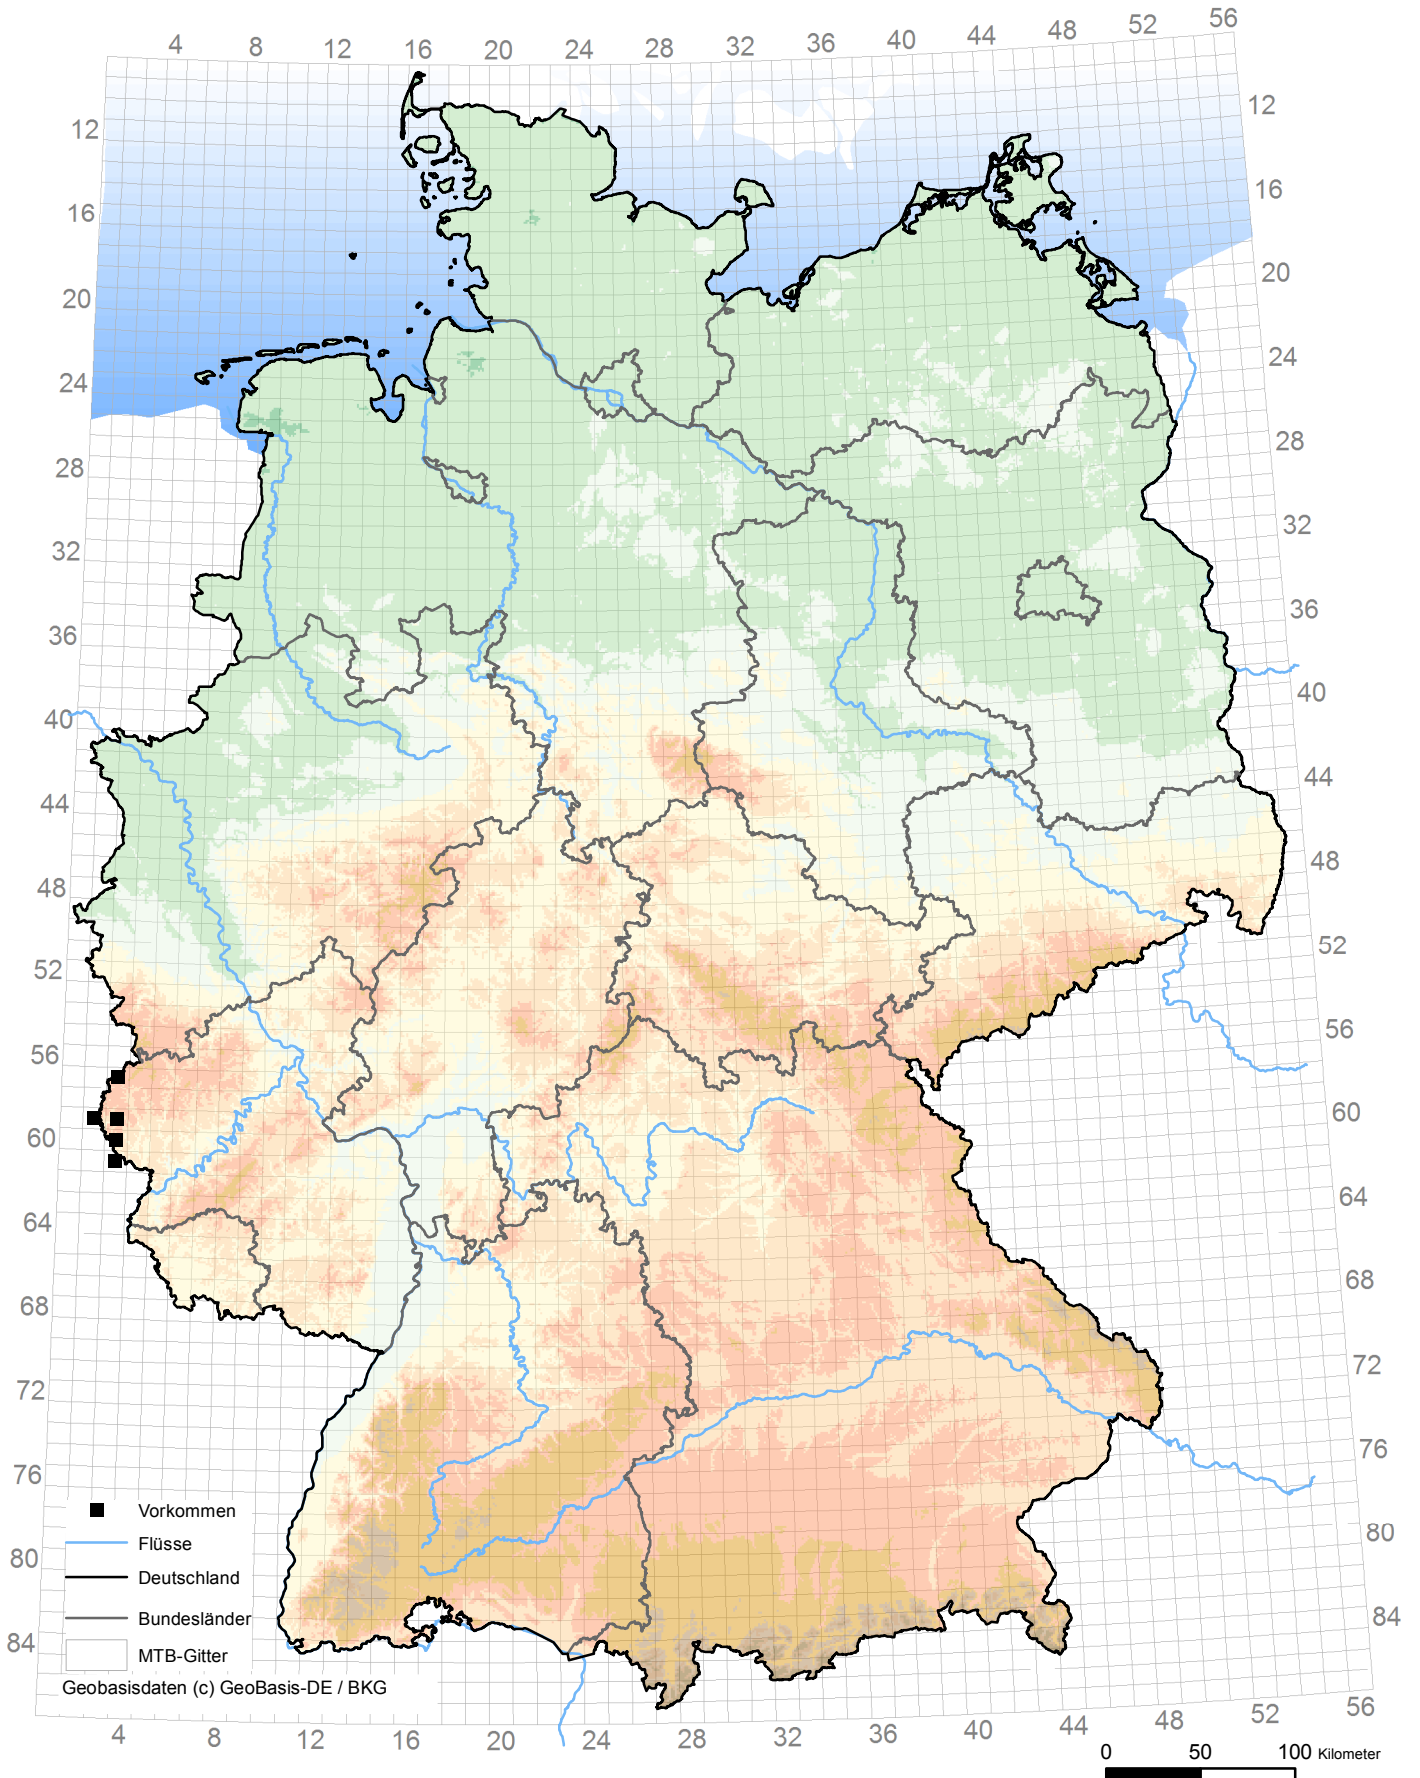 4 8 12 16 20 24 28 32 36 40 44 48 52 56
12 12
16 16
20 20
24 24
28 28
32 32
36 36
40 40
44 44
48 48
52 52
56 56
60 60
64 64
68 68
72 72
76 76
80 80
84 84
Vorkommen
Flüsse
Deutschland
Bundesländer
MTB-Gitter
Geobasisdaten (c) GeoBasis-DE / BKG
4 8 12 16 20 24 28 32 36 40 44 48 52 56
0 50 100 Kilometer